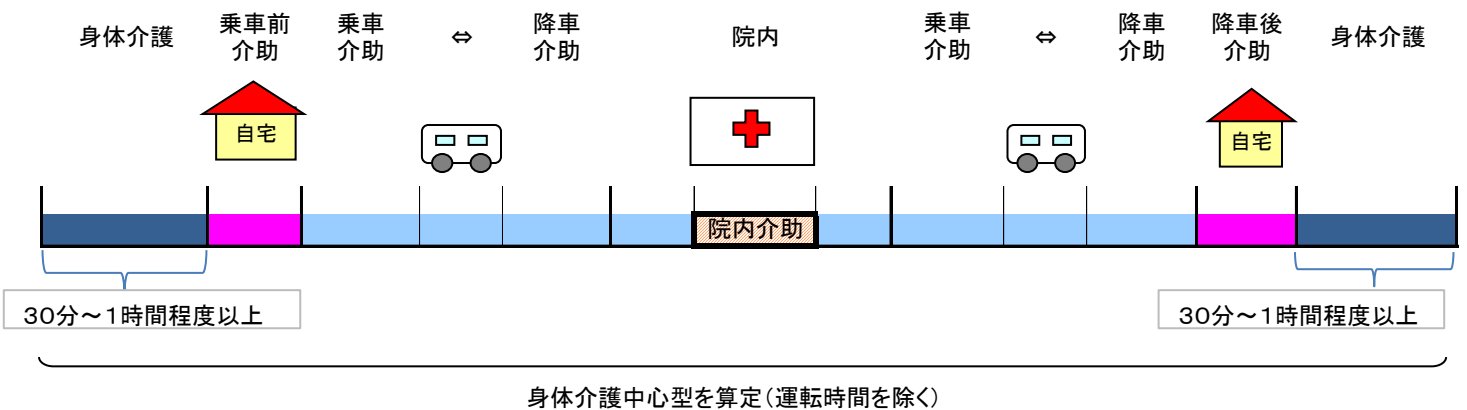 身体介護
乗車前
介助
乗車
介助
⇔
降車
介助
院内
乗車
介助
⇔
降車
介助
降車後
介助
身体介護
自宅
自宅
院内介助
30分~1時間程度以上
30分~1時間程度以上
身体介護中心型を算定(運転時間を除く)